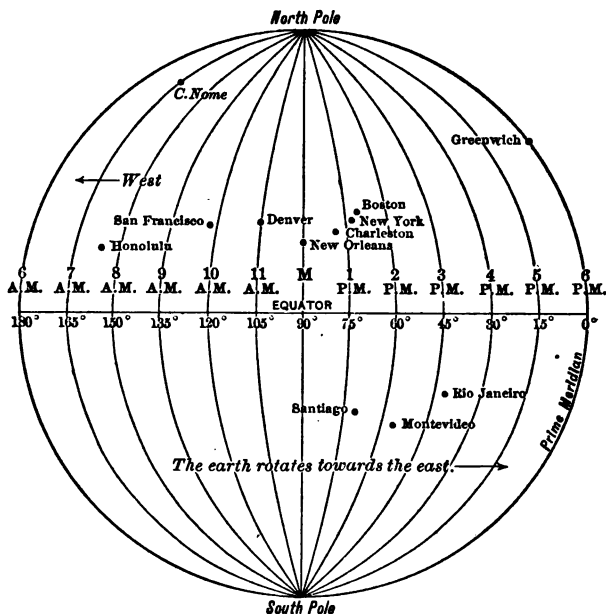 North Pole
C. Nome
Greenwich
West
Boston
San Francisco
Denver
New York
Charleston
Honolulu
New Orleans
6 7 8 9 10 11 M 1 2 3 4 5 6
A.M. A.M. A.M. A.M. A.M. A.M. P.M. P.M. P.M. P.M. P.M. P.M.
EQUATOR
180° 165° 150° 135° 120° 105° 90° 75° 60° 45° 30° 15° 0°
Rio Janeiro
Santiago
Montevideo
Prime Meridian
The earth rotates towards the east.
South Pole